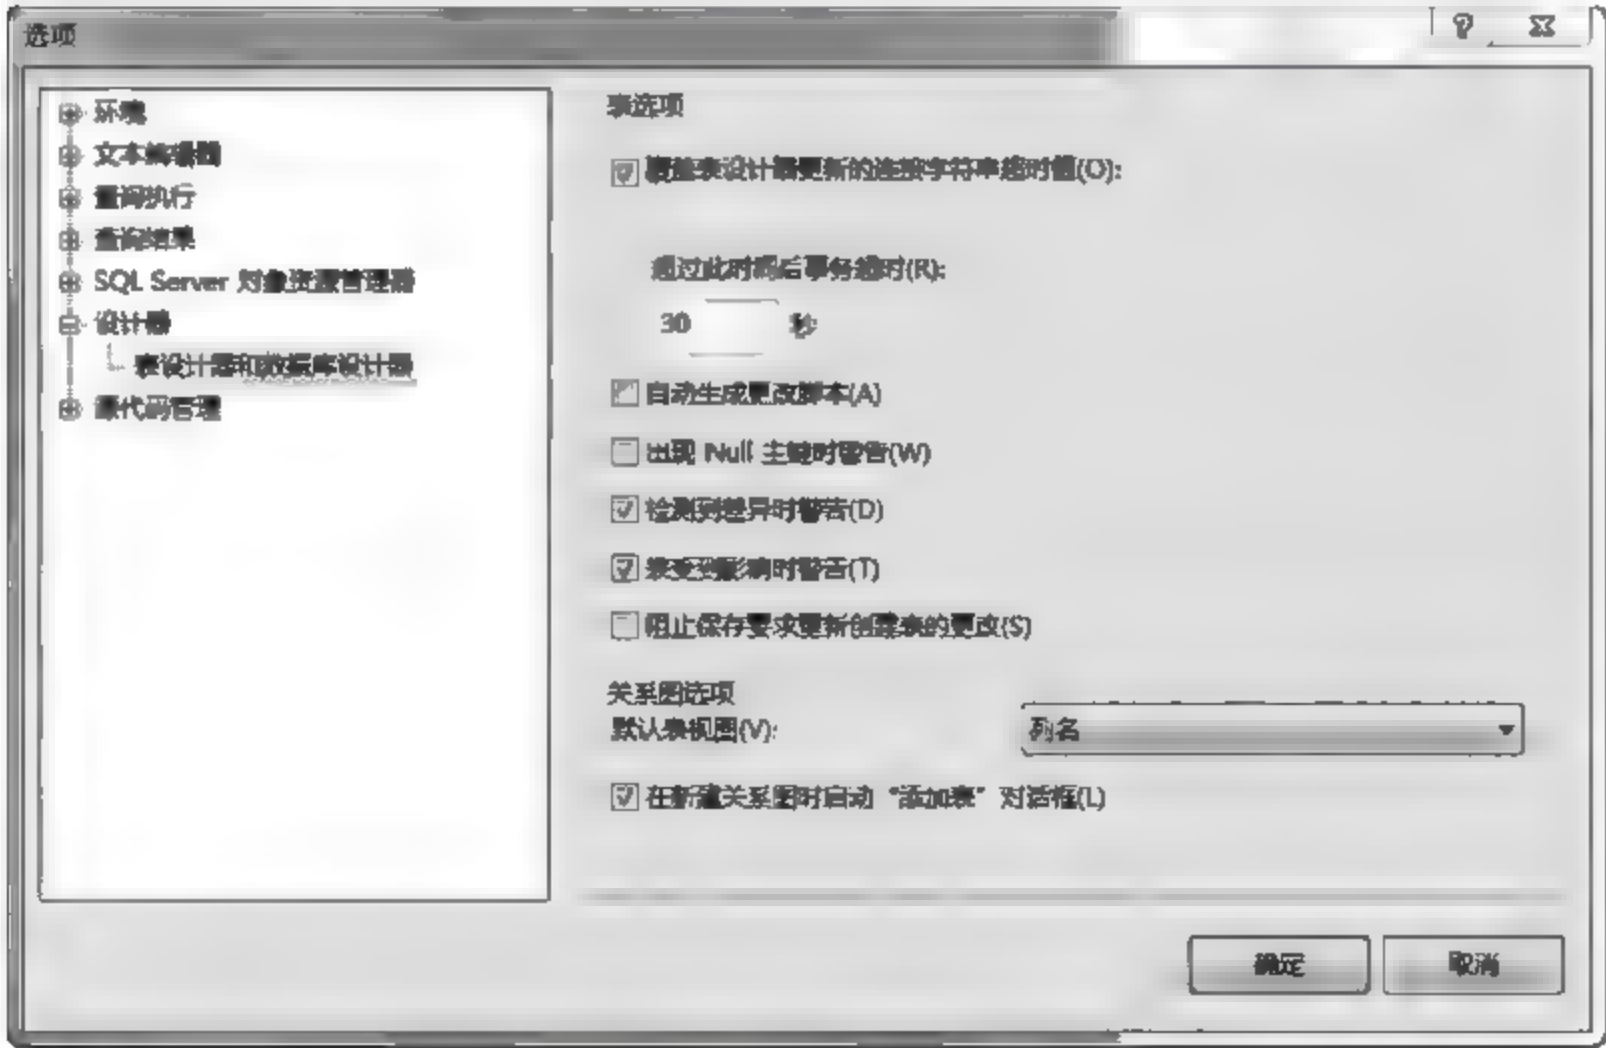 选项
环境
文本编辑器
查询执行
查询结果
SQL Server 对象资源管理器
设计器
表设计器和数据库设计器
源代码管理
表选项
覆盖表设计器更新的连接字符串超时值(O):
超过此时间后事务超时(R):
30 秒
自动生成更改脚本(A)
出现 Null 主键时警告(W)
检测到差异时警告(D)
表受到影响时警告(T)
阻止保存要求重新创建表的更改(S)
关系图选项
默认表视图(V):
列名
在新建关系图时启动“添加表”对话框(L)
确定
取消